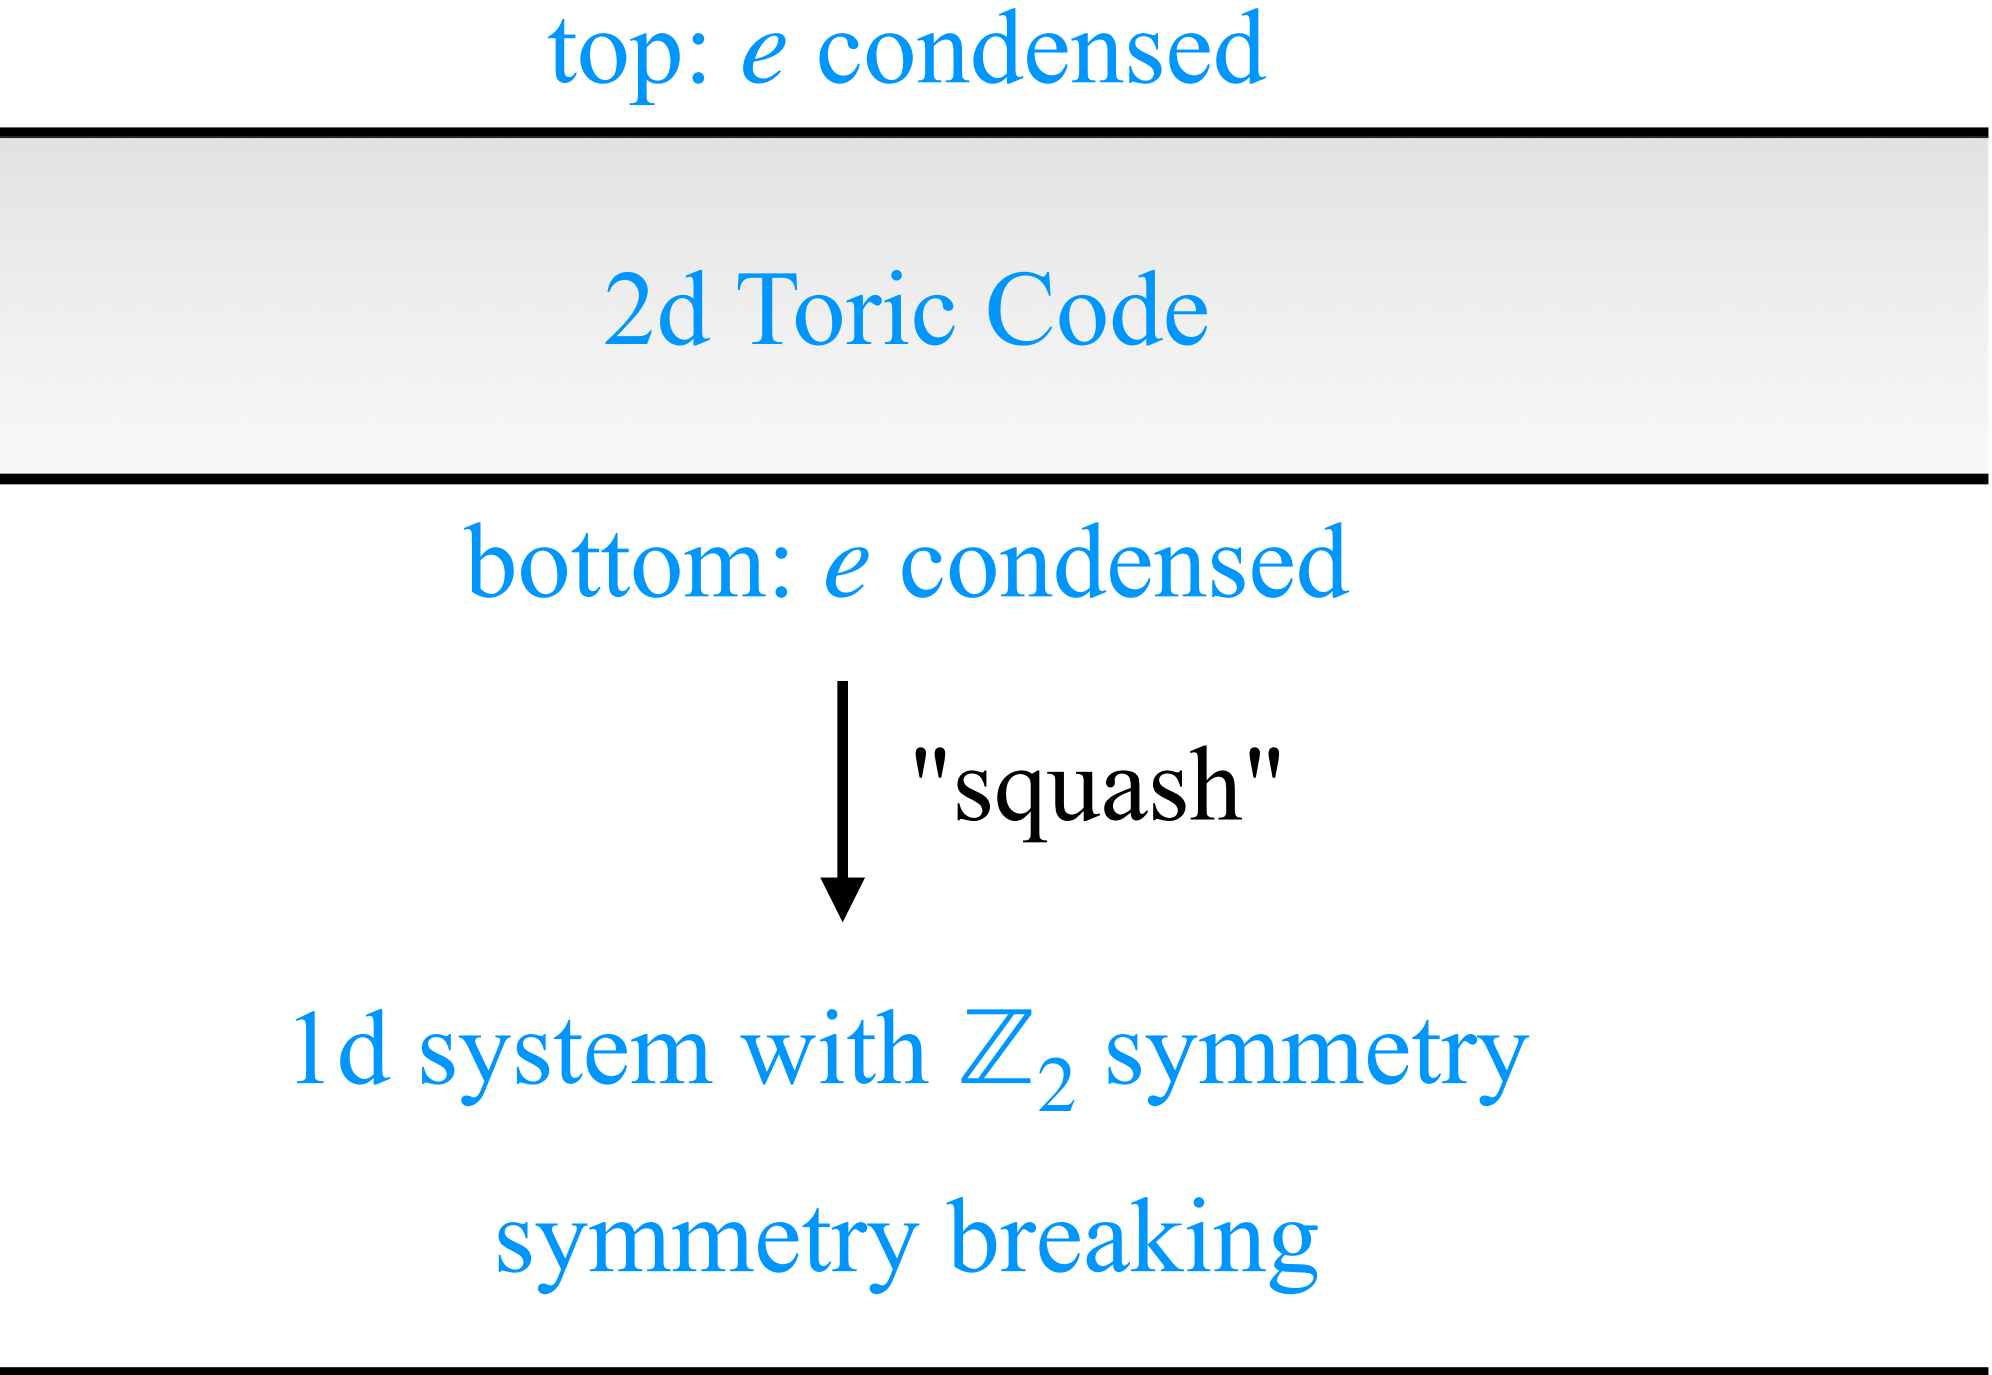 top: e condensed
2d Toric Code
bottom: e condensed
"squash"
1d system with ℤ₂ symmetry
symmetry breaking